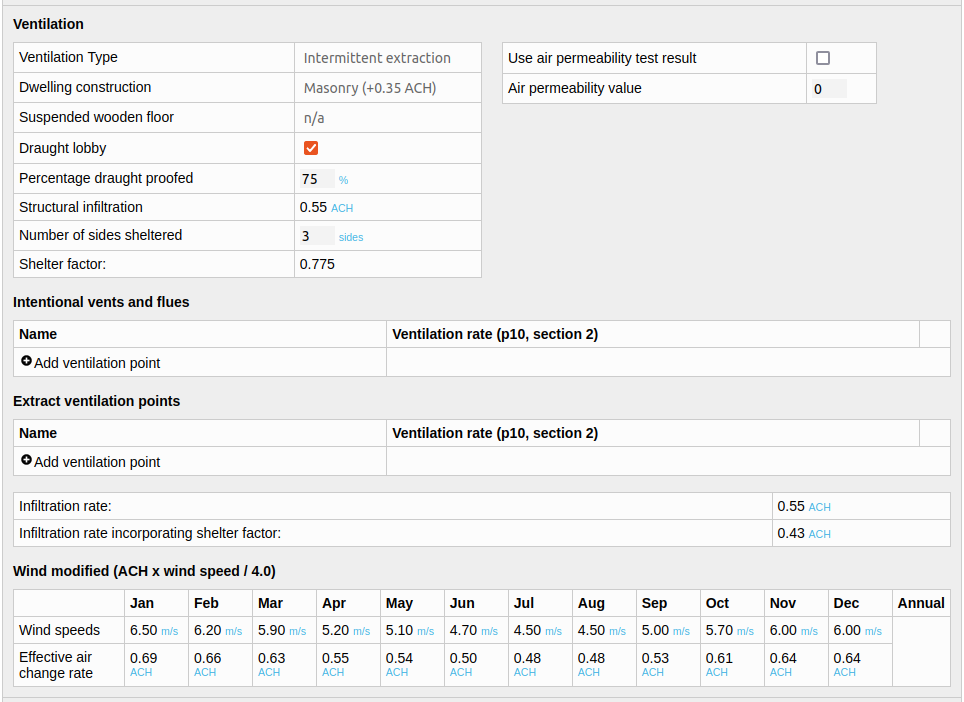 Ventilation
Ventilation Type Intermittent extraction
Dwelling construction Masonry (+0.35 ACH)
Suspended wooden floor n/a
Draught lobby
Percentage draught proofed 75 %
Structural infiltration 0.55 ACH
Number of sides sheltered 3 sides
Shelter factor: 0.775
Use air permeability test result
Air permeability value 0
Intentional vents and flues
Name Ventilation rate (p10, section 2)
Add ventilation point
Extract ventilation points
Name Ventilation rate (p10, section 2)
Add ventilation point
Infiltration rate: 0.55 ACH
Infiltration rate incorporating shelter factor: 0.43 ACH
Wind modified (ACH x wind speed / 4.0)
Jan Feb Mar Apr May Jun Jul Aug Sep Oct Nov Dec Annual
Wind speeds 6.50 m/s 6.20 m/s 5.90 m/s 5.20 m/s 5.10 m/s 4.70 m/s 4.50 m/s 4.50 m/s 5.00 m/s 5.70 m/s 6.00 m/s 6.00 m/s
Effective air 0.69 0.66 0.63 0.55 0.54 0.50 0.48 0.48 0.53 0.61 0.64 0.64
change rate ACH ACH ACH ACH ACH ACH ACH ACH ACH ACH ACH ACH